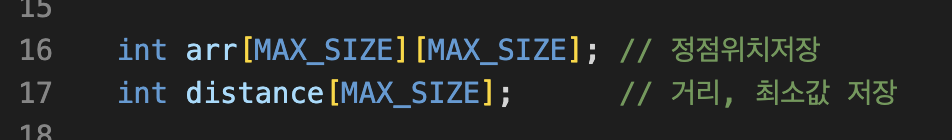 15
16 int arr[MAX_SIZE][MAX_SIZE]; // 정점위치저장
17 int distance[MAX_SIZE]; // 거리, 최소값 저장
18